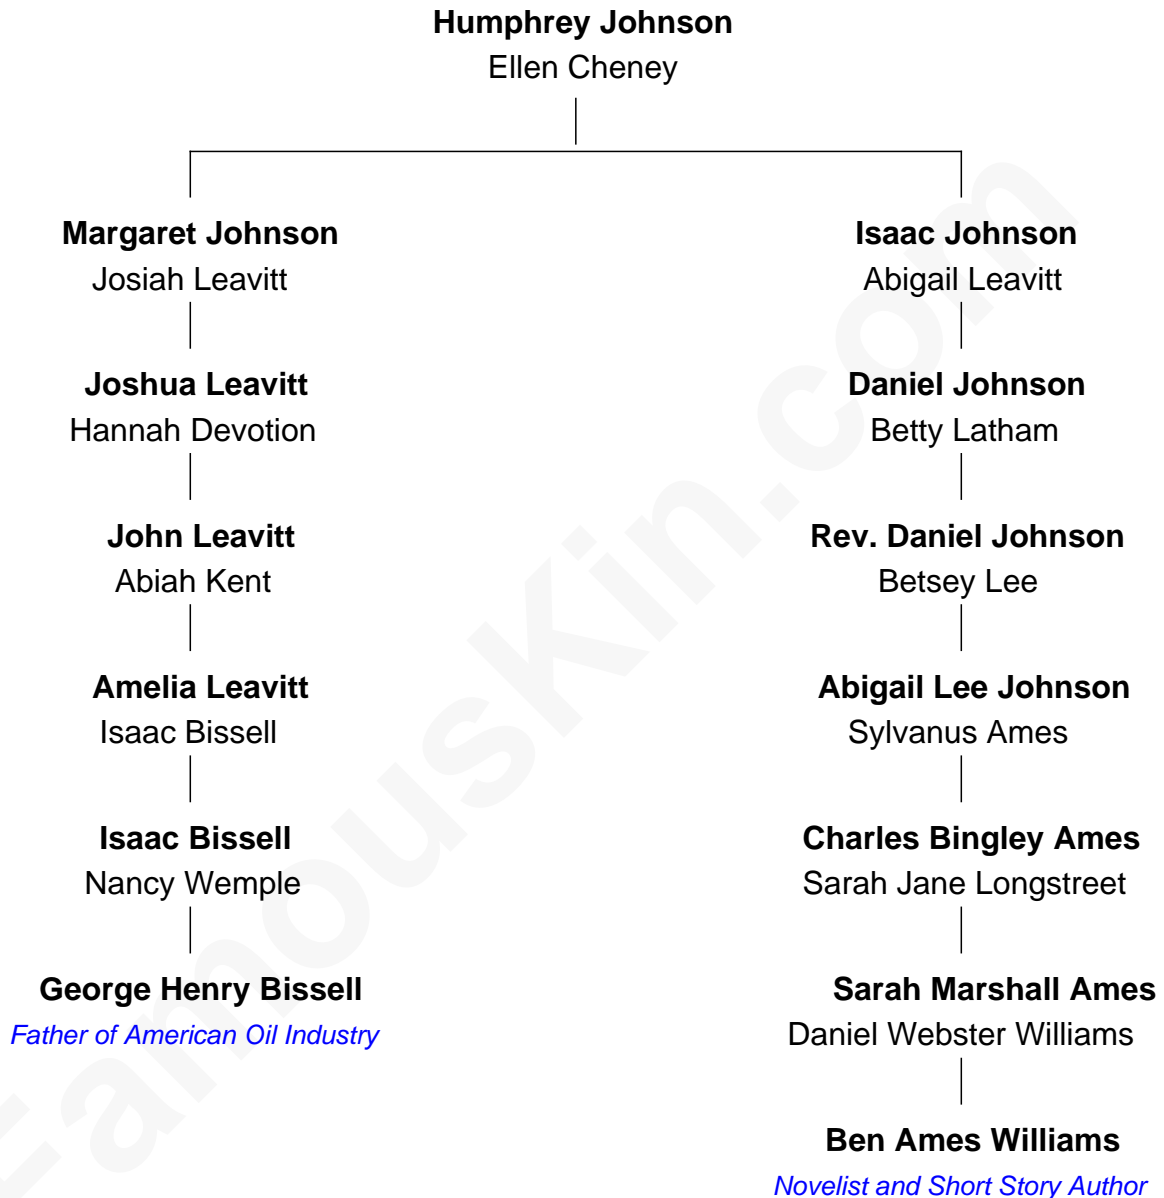 Humphrey Johnson
Ellen Cheney
Margaret Johnson
Josiah Leavitt
Isaac Johnson
Abigail Leavitt
Joshua Leavitt
Hannah Devotion
Daniel Johnson
Betty Latham
John Leavitt
Abiah Kent
Rev. Daniel Johnson
Betsey Lee
Amelia Leavitt
Isaac Bissell
Abigail Lee Johnson
Sylvanus Ames
Isaac Bissell
Nancy Wemple
Charles Bingley Ames
Sarah Jane Longstreet
George Henry Bissell
Father of American Oil Industry
Sarah Marshall Ames
Daniel Webster Williams
Ben Ames Williams
Novelist and Short Story Author
FamousKin.com